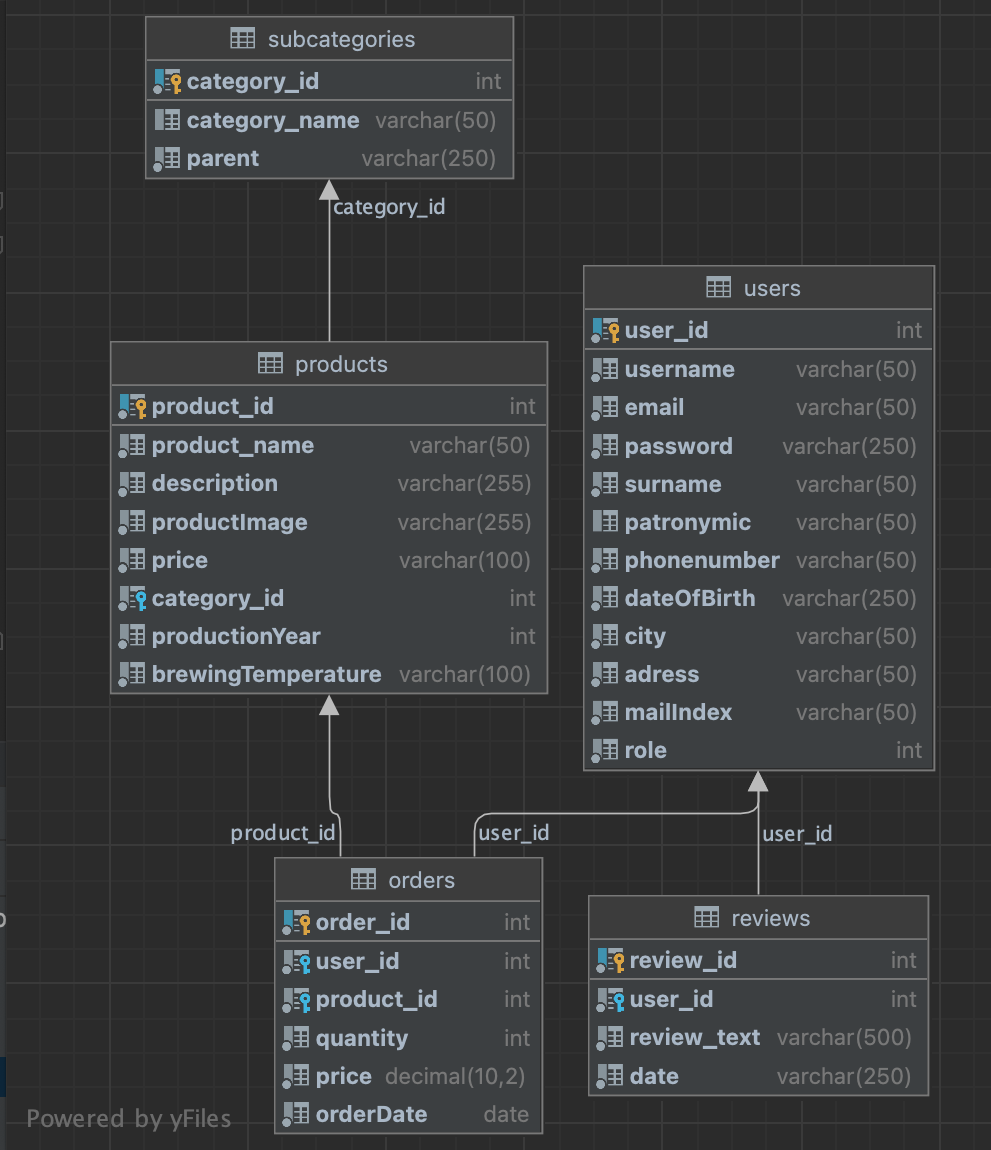 subcategories
category_id int
category_name varchar(50)
parent varchar(250)
category_id
users
user_id int
username varchar(50)
email varchar(50)
password varchar(250)
surname varchar(50)
patronymic varchar(50)
phonenumber varchar(50)
dateOfBirth varchar(250)
city varchar(50)
adress varchar(50)
mailIndex varchar(50)
role int
products
product_id int
product_name varchar(50)
description varchar(255)
productImage varchar(255)
price varchar(100)
category_id int
productionYear int
brewingTemperature varchar(100)
product_id
user_id
user_id
orders
order_id int
user_id int
product_id int
quantity int
price decimal(10,2)
orderDate date
reviews
review_id int
user_id int
review_text varchar(500)
date varchar(250)
Powered by yFiles